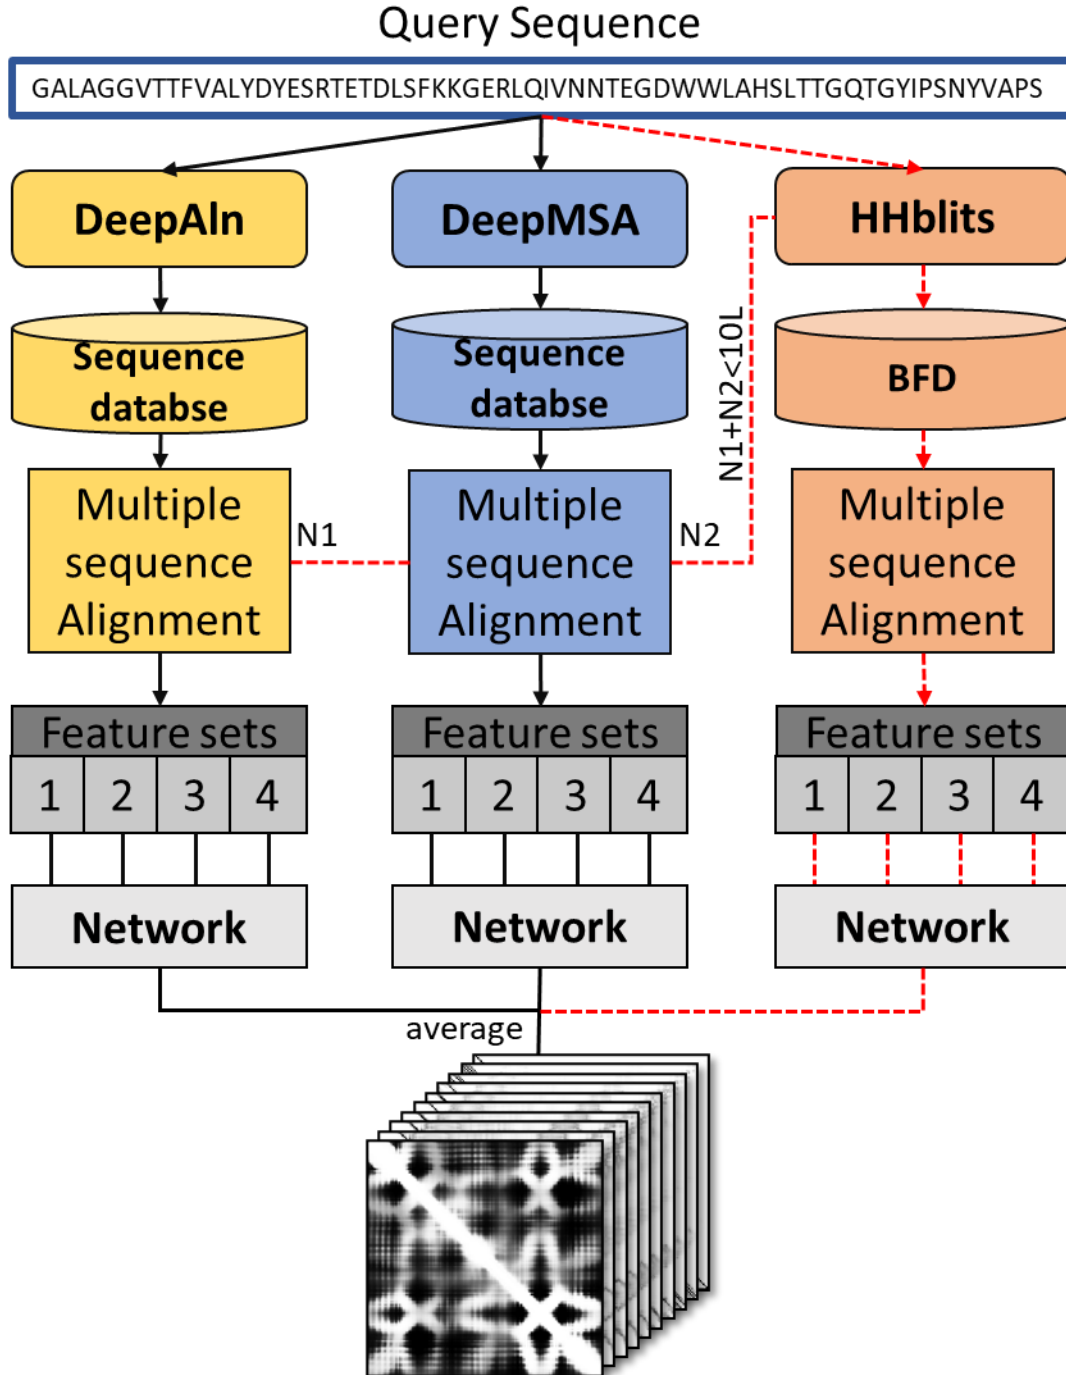 Query Sequence
GALAGGVTTFVALYDYESRTETDLSFKKGERLQIVNNTEGDWWLAHSLTTGQTGYIPSNYVAPS
DeepAln
DeepMSA
HHblits
Sequence
databse
Sequence
databse
BFD
N1+N2<10L
Multiple
sequence
Alignment
N1
Multiple
sequence
Alignment
N2
Multiple
sequence
Alignment
Feature sets
1 2 3 4
Feature sets
1 2 3 4
Feature sets
1 2 3 4
Network
Network
Network
average